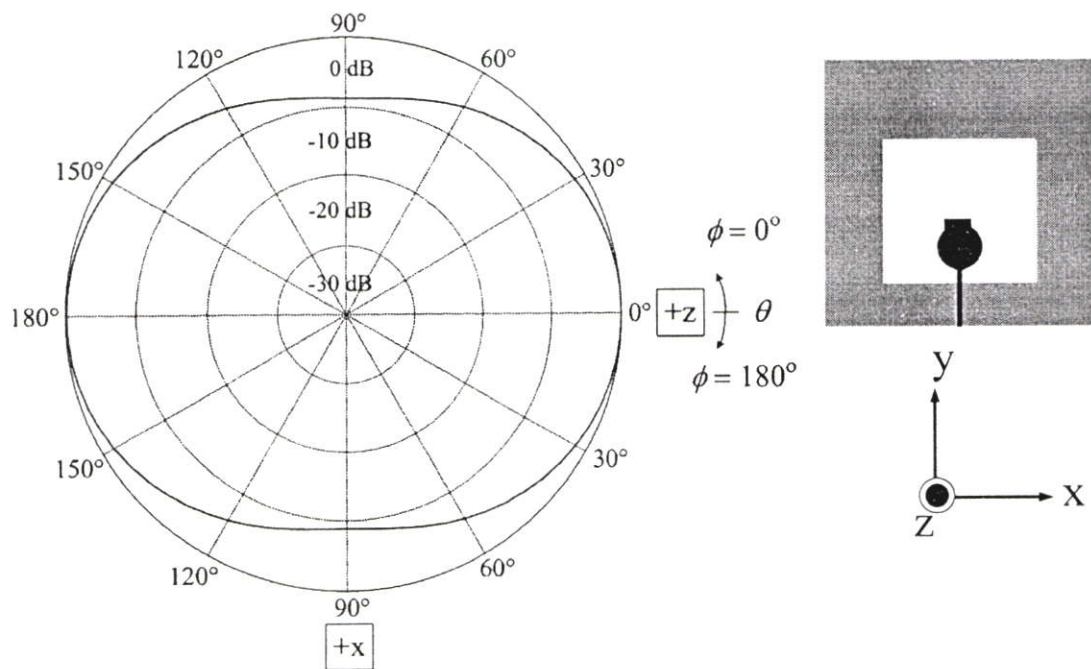 90°
120°
60°
0 dB
150°
30°
-10 dB
-20 dB
ϕ = 0°
-30 dB
180°
0°
+z
θ
ϕ = 180°
150°
30°
120°
60°
90°
+x
y
x
z